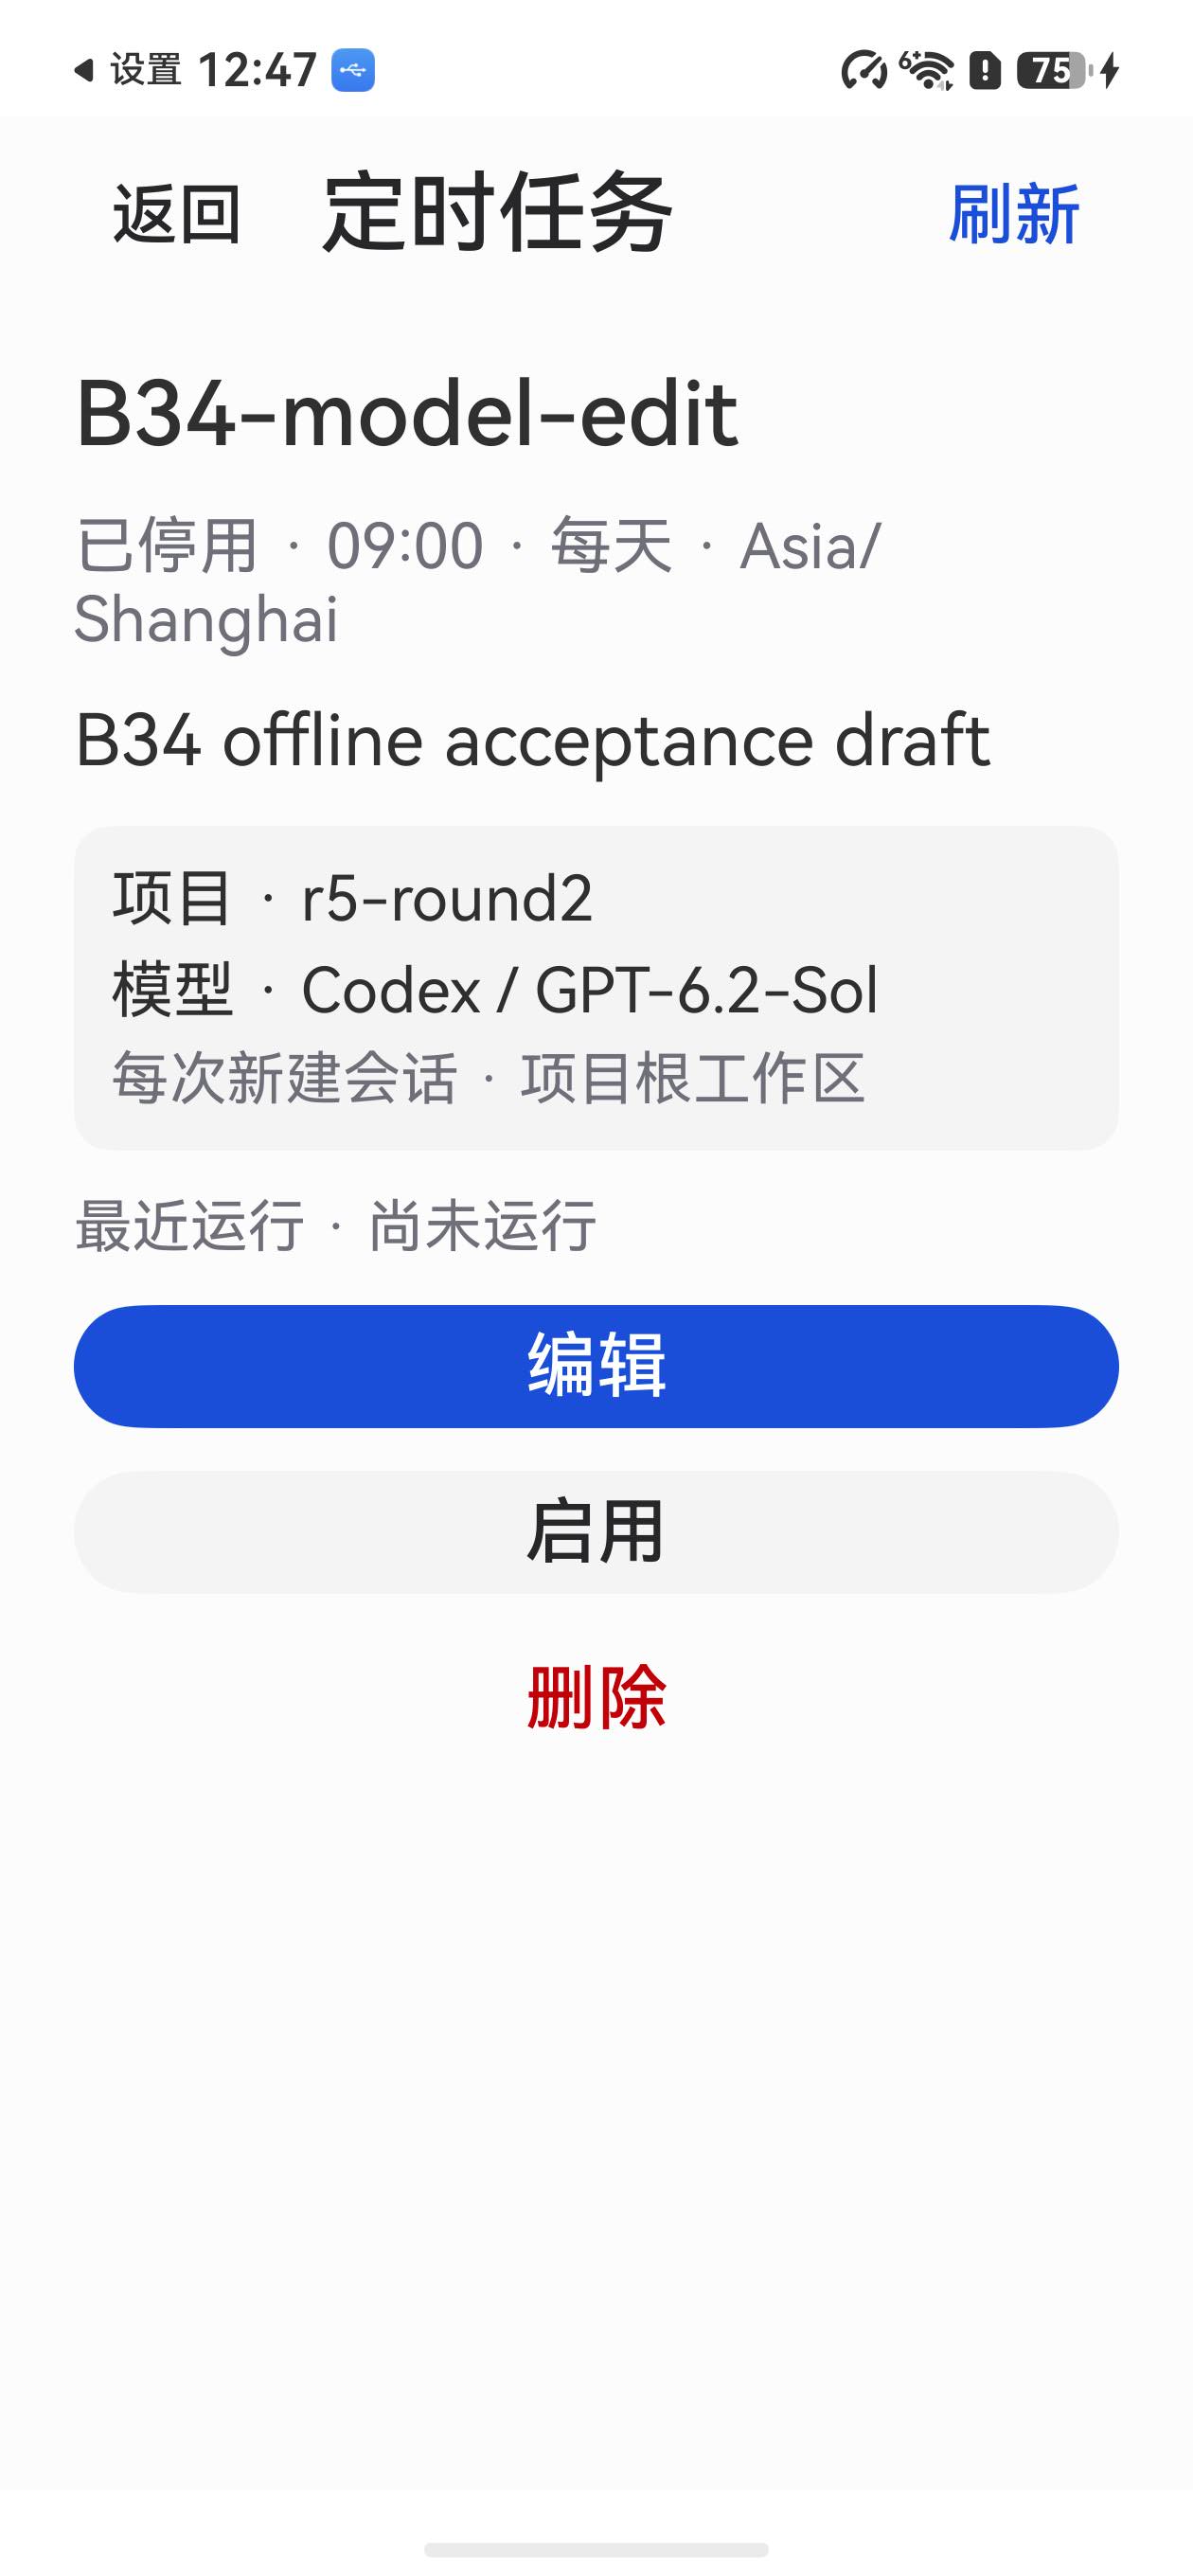 设置 12:47
6+ 75
返回 定时任务 刷新
B34-model-edit
已停用 · 09:00 · 每天 · Asia/
Shanghai
B34 offline acceptance draft
项目 · r5-round2
模型 · Codex / GPT-6.2-Sol
每次新建会话 · 项目根工作区
最近运行 · 尚未运行
编辑
启用
删除